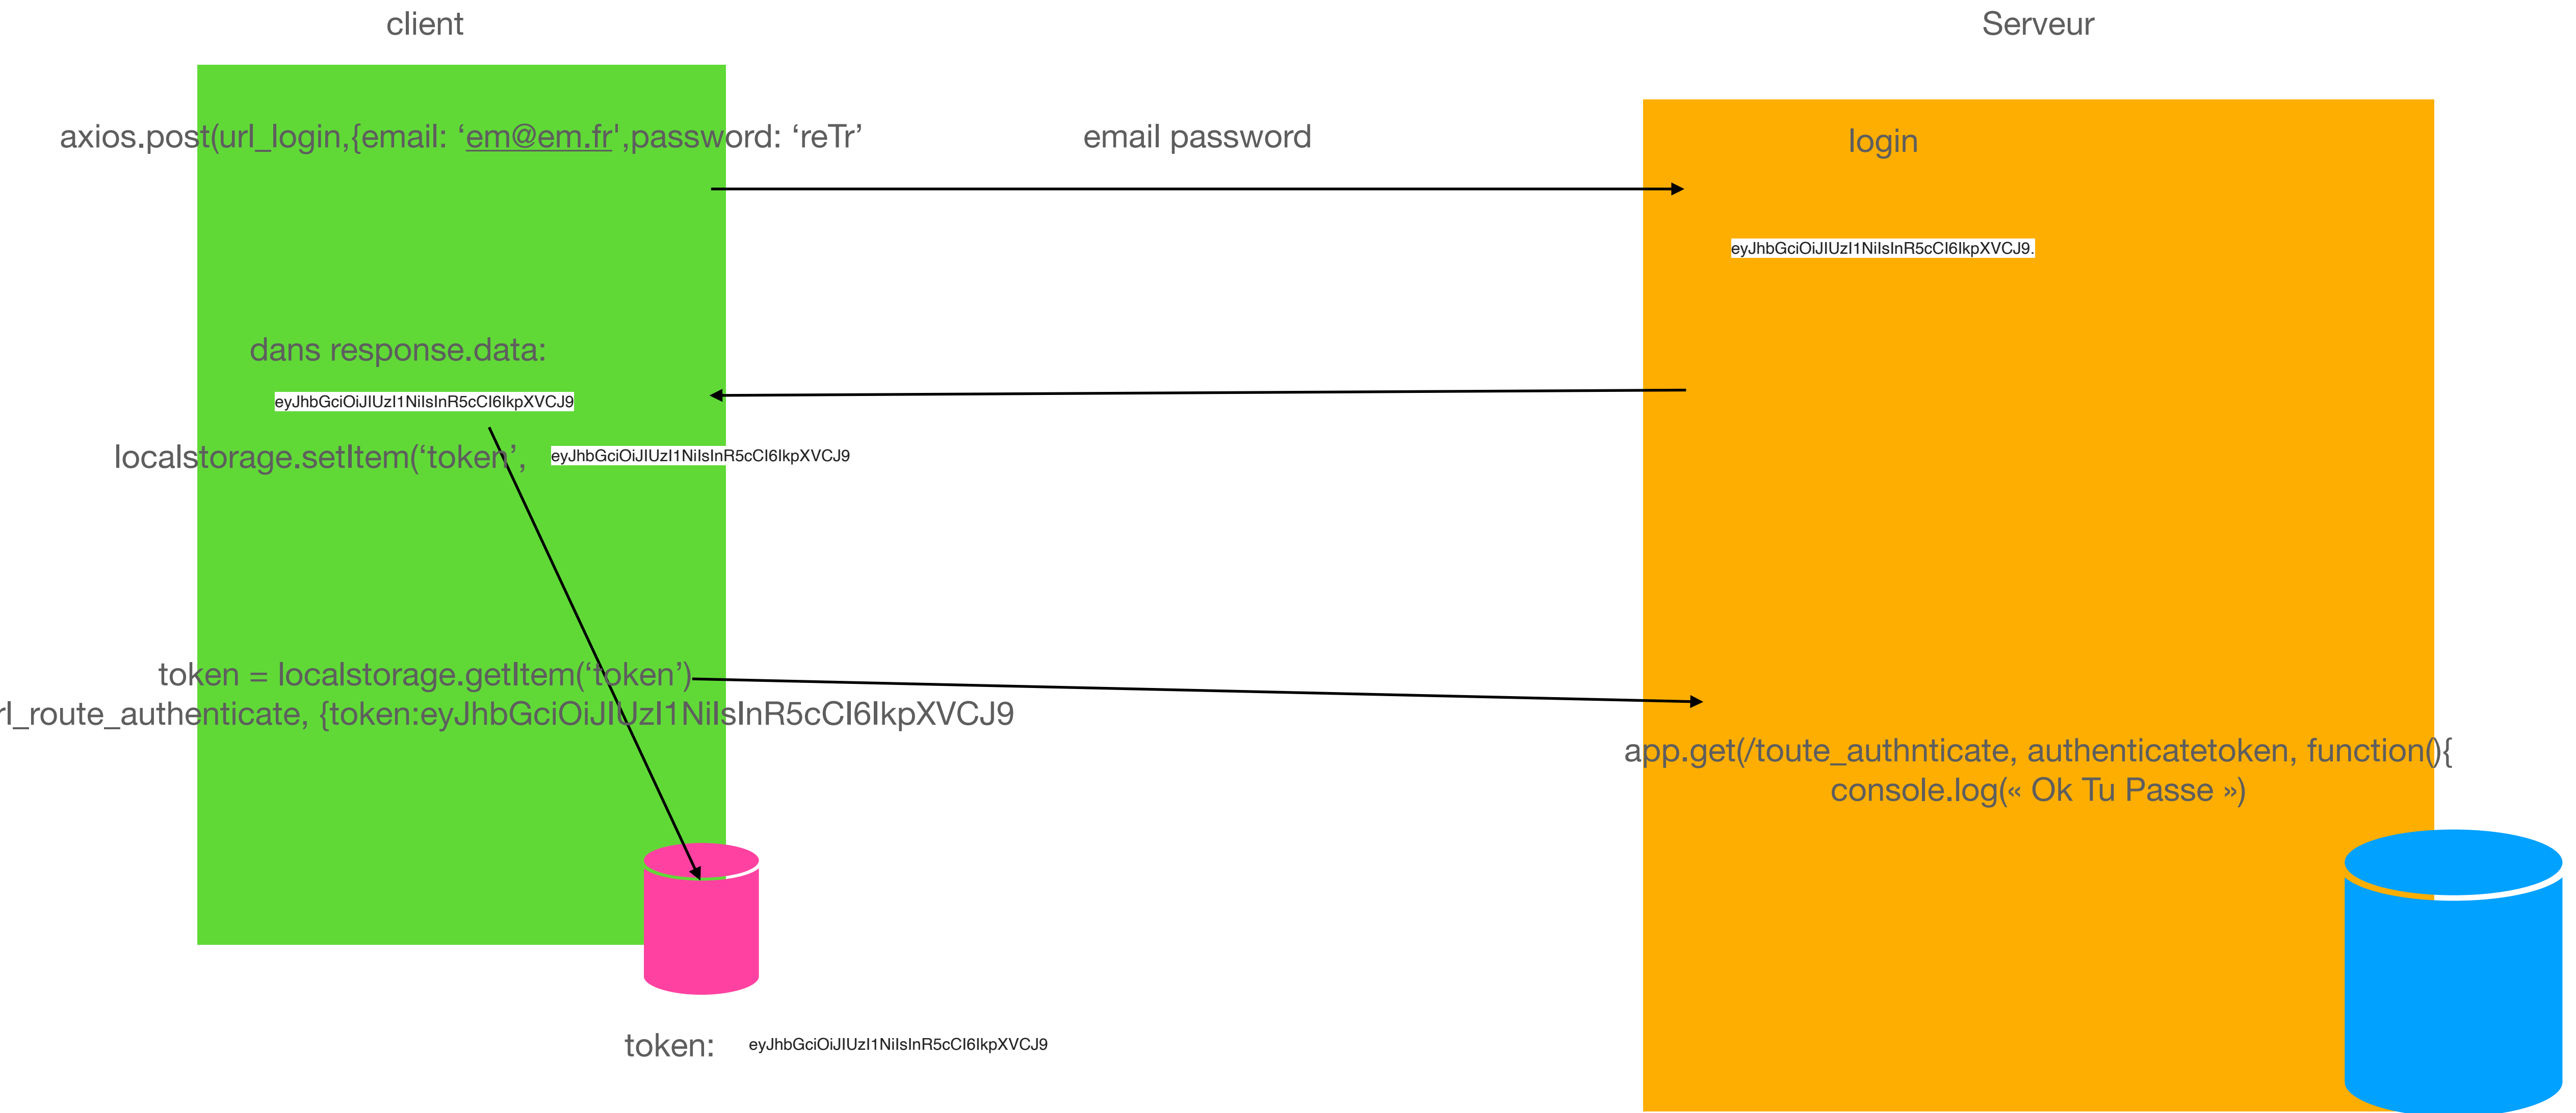 client
Serveur
axios.post(url_login,{email: ‘em@em.fr',password: ‘reTr’
email password
login
eyJhbGciOiJIUzI1NiIsInR5cCI6IkpXVCJ9.
dans response.data:
eyJhbGciOiJIUzI1NiIsInR5cCI6IkpXVCJ9
localstorage.setItem(‘token’,
eyJhbGciOiJIUzI1NiIsInR5cCI6IkpXVCJ9
token = localstorage.getItem(‘token’)
rl_route_authenticate, {token:eyJhbGciOiJIUzI1NiIsInR5cCI6IkpXVCJ9
app.get(/toute_authnticate, authenticatetoken, function(){
console.log(« Ok Tu Passe »)
token:
eyJhbGciOiJIUzI1NiIsInR5cCI6IkpXVCJ9